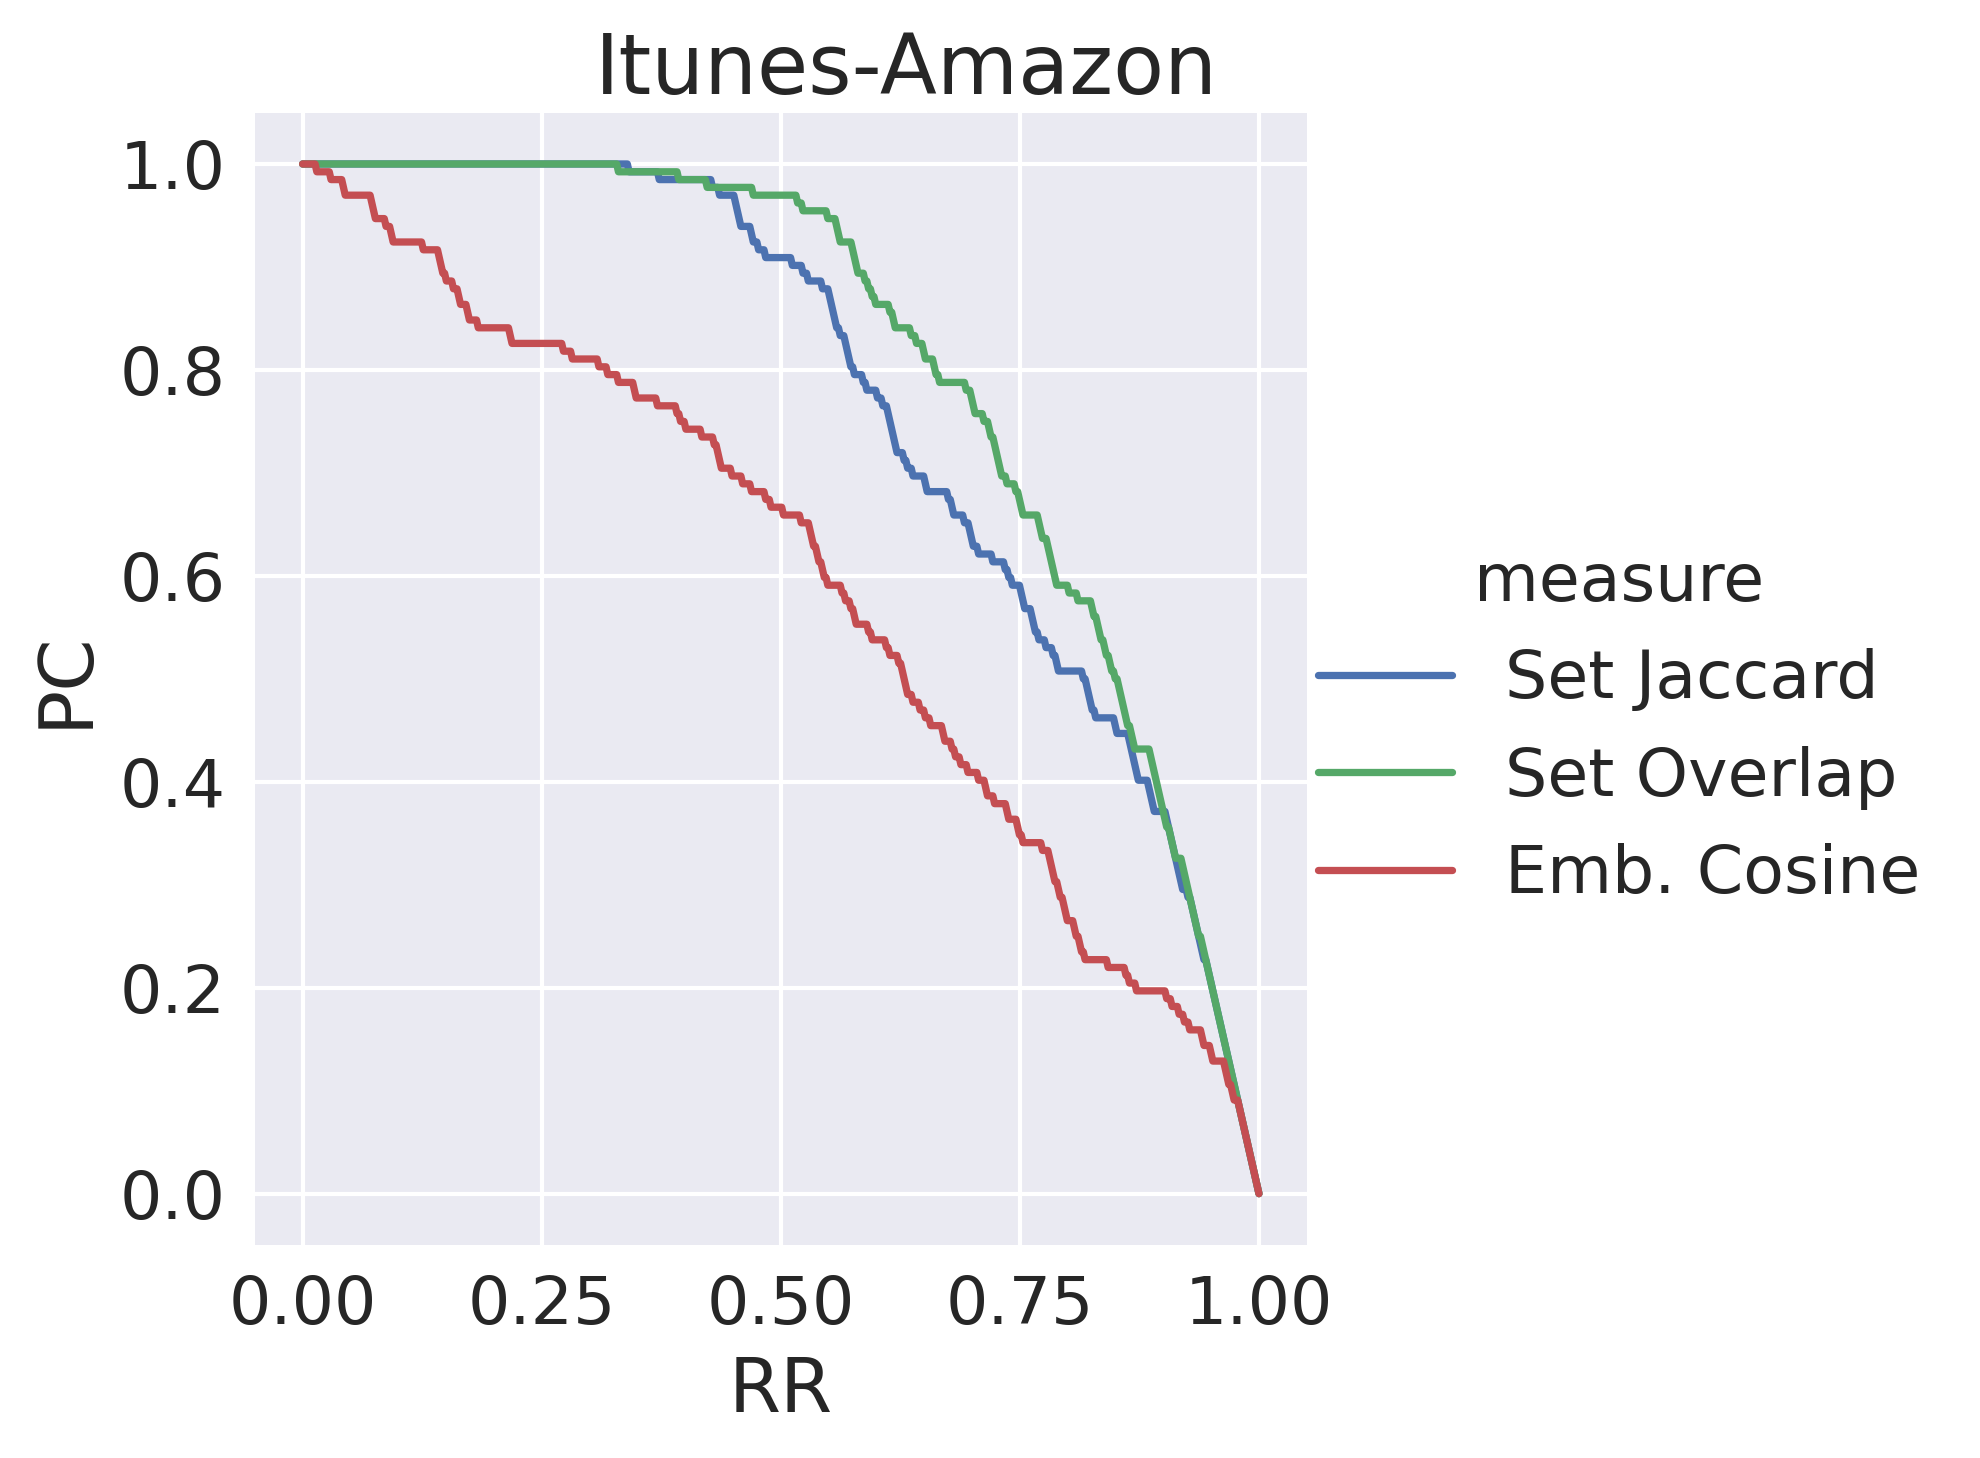 Itunes-Amazon
1.0
0.8
0.6
0.4
0.2
0.0
PC
0.00 0.25 0.50 0.75 1.00
RR
measure
Set Jaccard
Set Overlap
Emb. Cosine